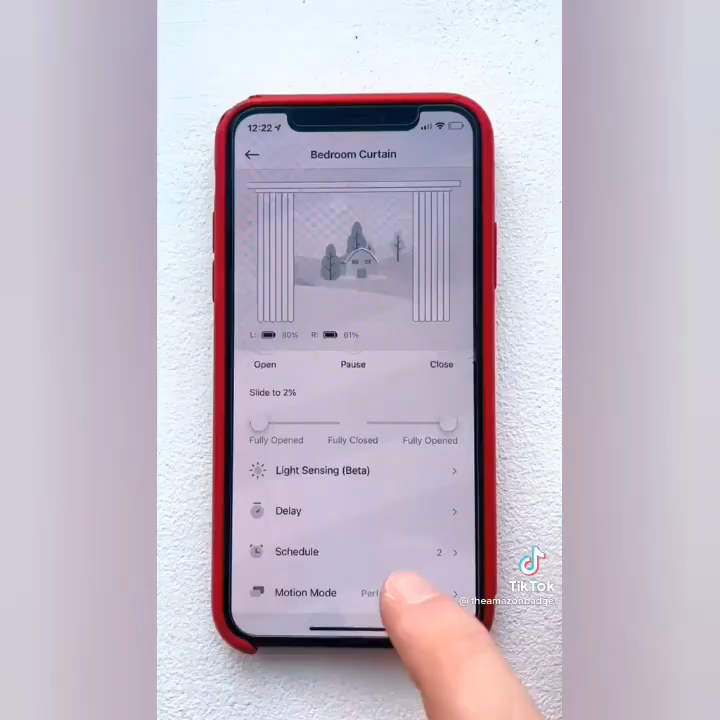 12:22
Bedroom Curtain
L: 80% R: 61%
Open Pause Close
Slide to 2%
Fully Opened Fully Closed Fully Opened
Light Sensing (Beta)
Delay
Schedule 2
Motion Mode
TikTok
@theamazonbadger